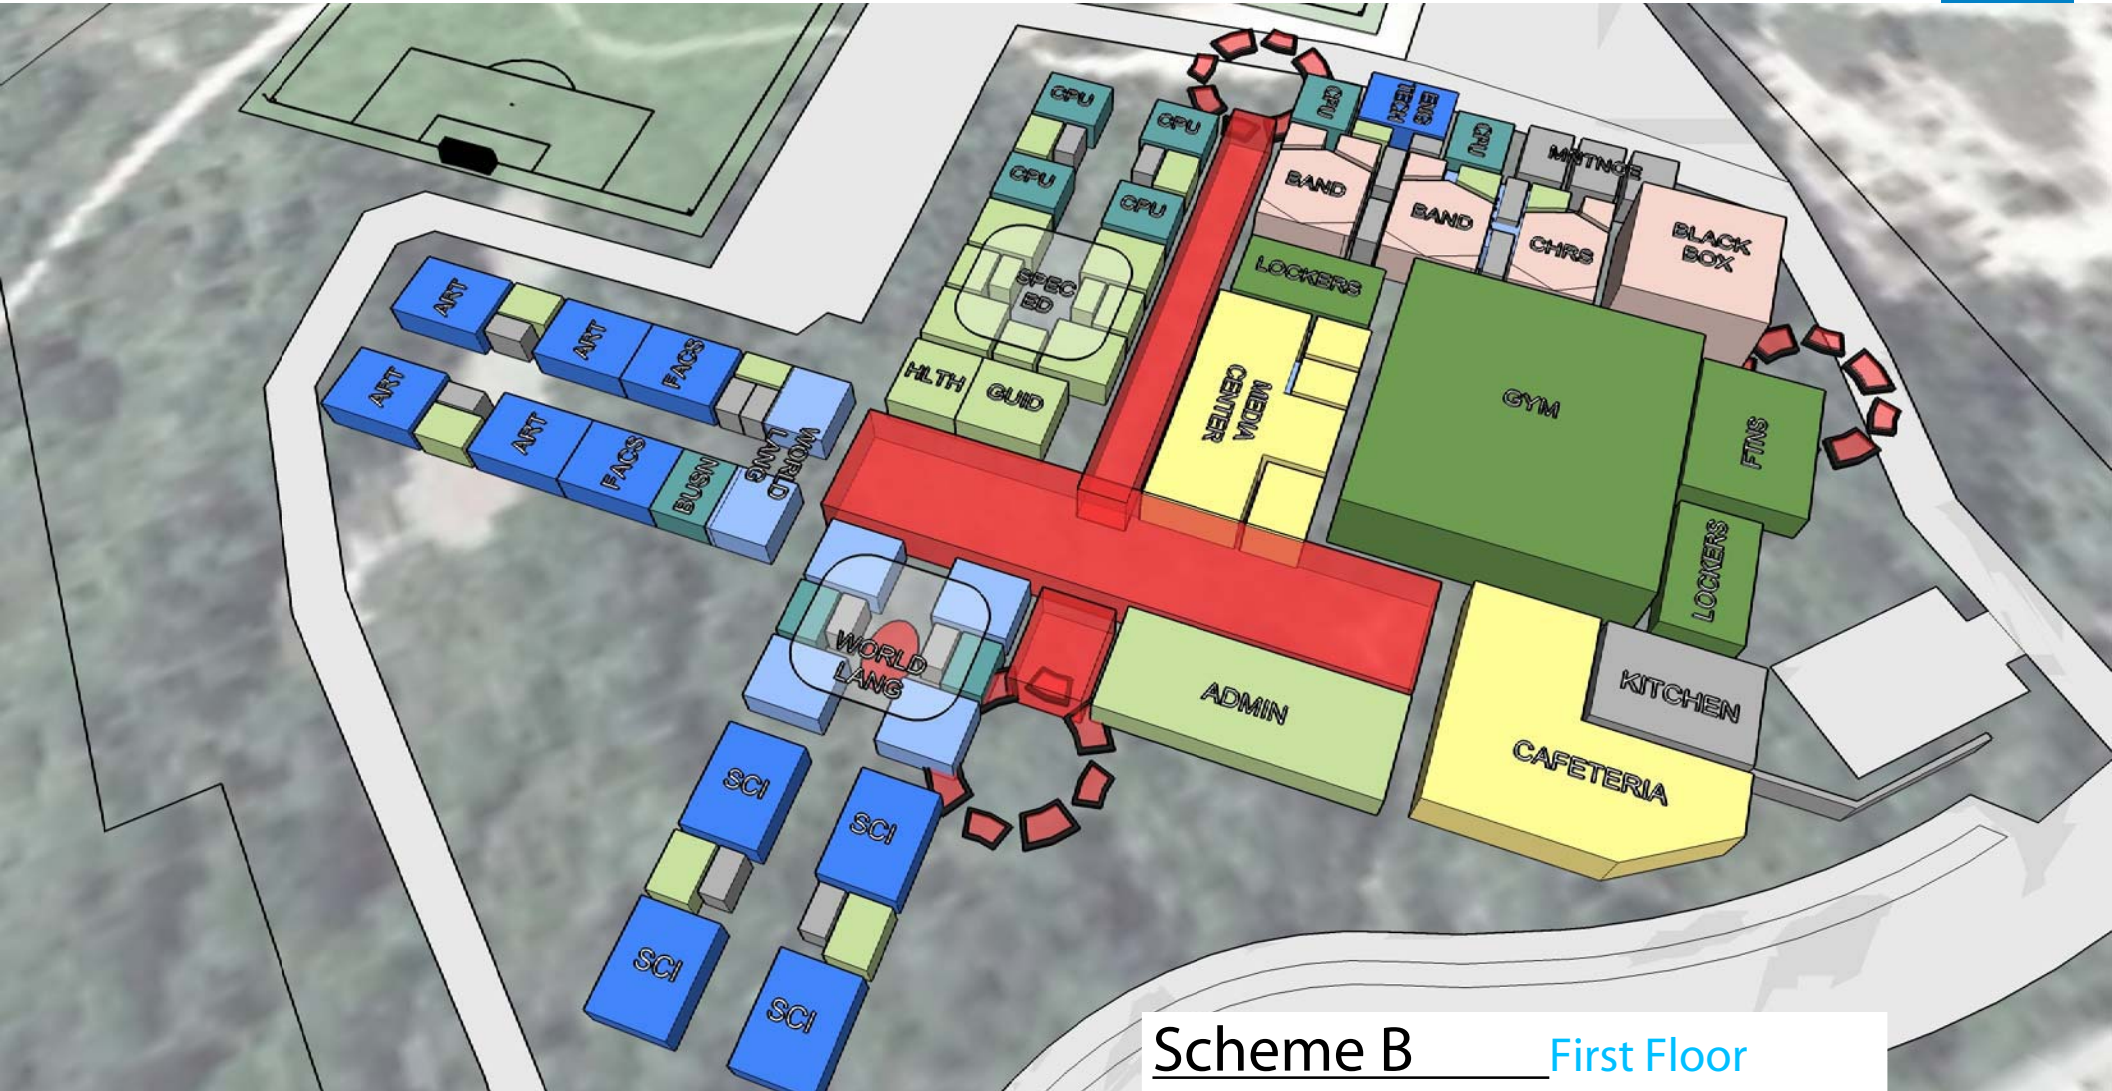 CPU
CPU
CPU
CPU
CPU
ENG
TECH
CPU
MNTNCE
BAND
BAND
CHRS
BLACK
BOX
LOCKERS
SPEC
ED
HLTH
GUID
MEDIA
CENTER
GYM
FTNS
LOCKERS
ART
ART
FACS
ART
ART
FACS
BUSN
WORLD
LANG
WORLD
LANG
ADMIN
KITCHEN
CAFETERIA
SCI
SCI
SCI
SCI
Scheme B
First Floor